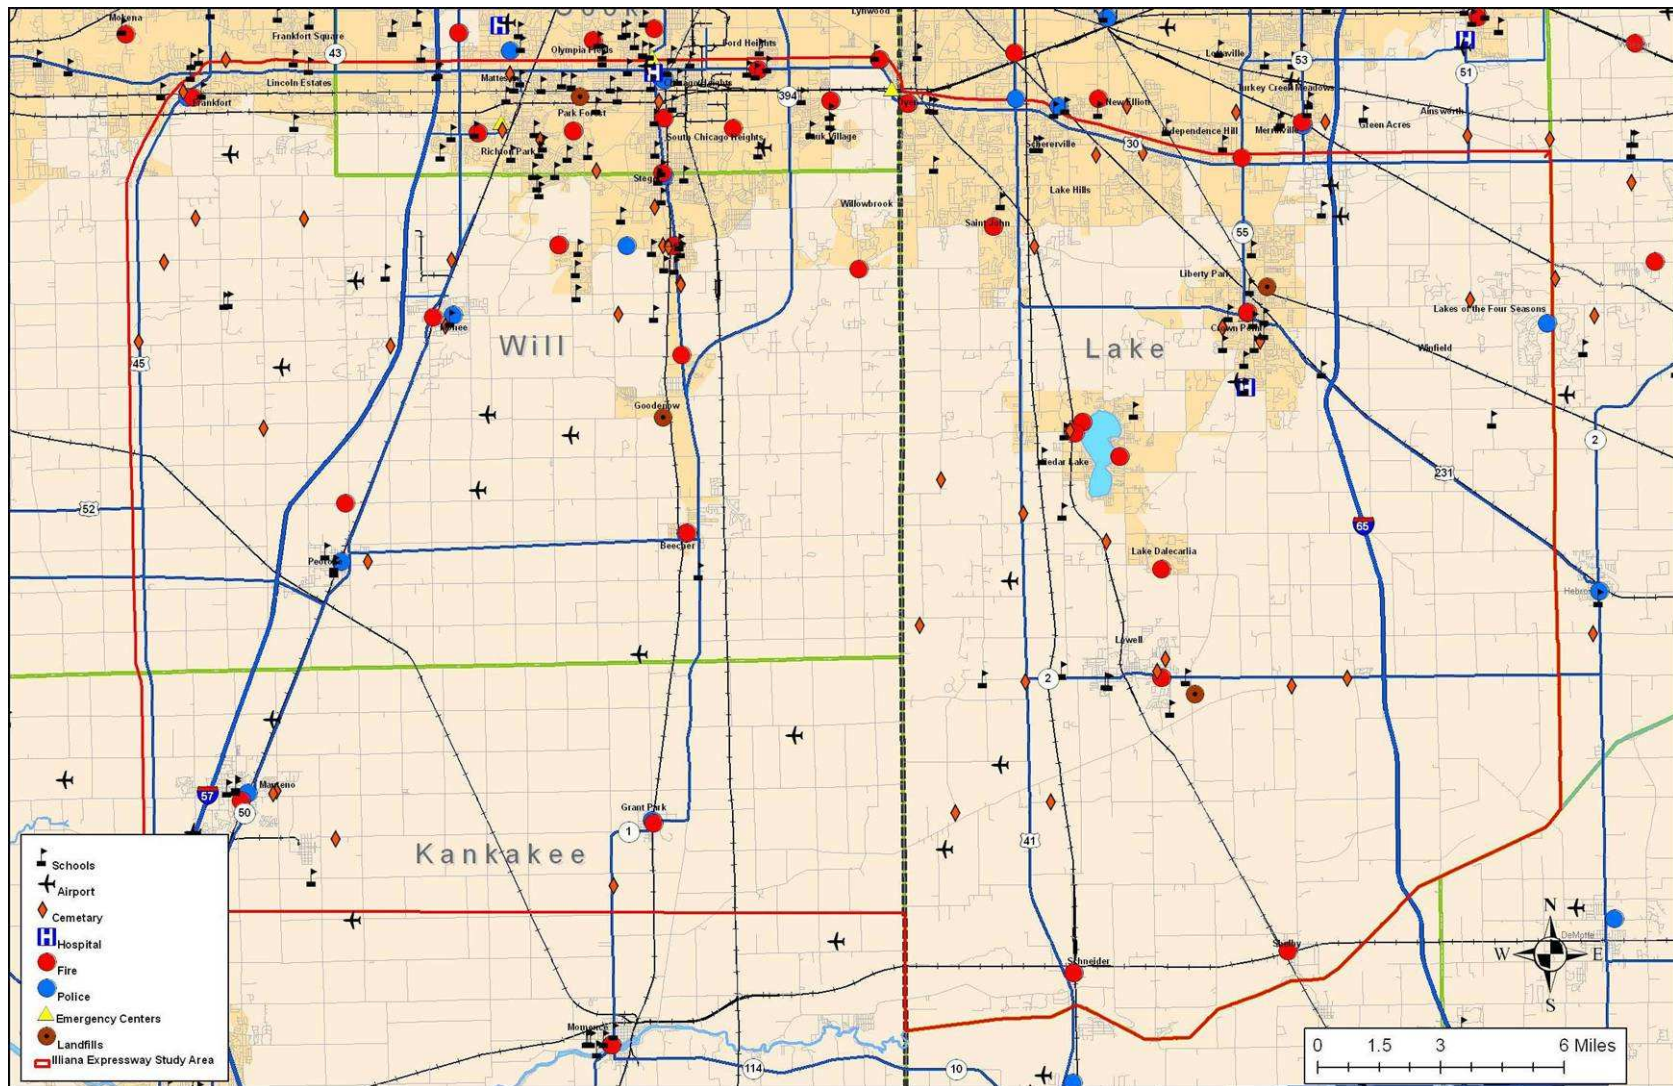 Mokena
Frankfort Square
43
Lincoln Estates
Frankfort
H
Cook
Olympia Fields
Matteson
Park Forest
Richton Park
H
Chicago Heights
Ford Heights
South Chicago Heights
Steger
394
Sauk Village
Lynwood
Dyer
Willowbrook
Schererville
Lake Hills
Saint John
New Elliott
30
Independence Hill
53
Turkey Creek Meadows
Merrillville
Green Acres
Ainsworth
H
51
55
Liberty Park
Crown Point
H
Lakes of the Four Seasons
Winfield
Monee
Will
Lake
45
Goodenow
Cedar Lake
2
231
52
65
Beecher
Peotone
Lake Dalecarlia
Hebron
Lowell
2
57
Manteno
50
Grant Park
1
Kankakee
41
Schneider
Shelby
DeMotte
Momence
114
10
Schools
Airport
Cemetary
H Hospital
Fire
Police
Emergency Centers
Landfills
Illiana Expressway Study Area
N
W E
S
0 1.5 3 6 Miles